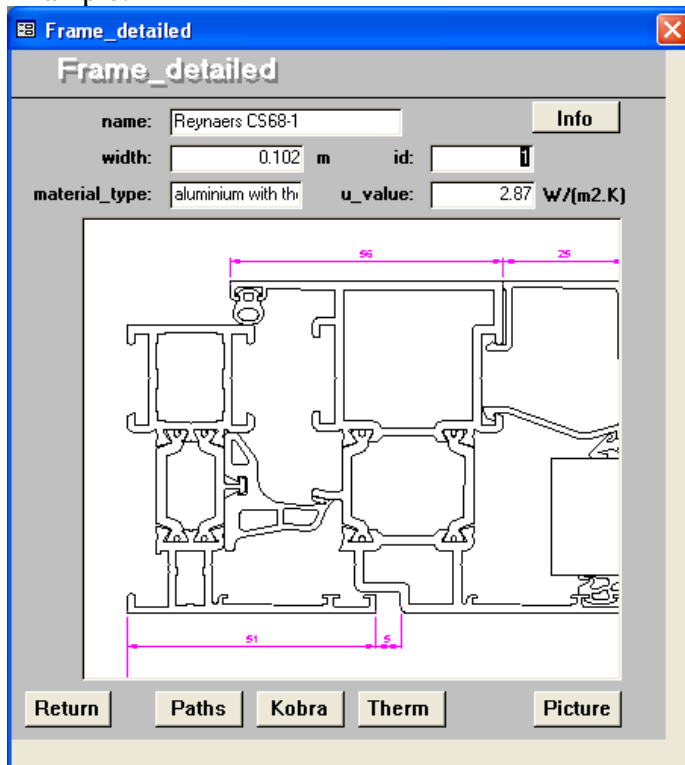 Frame_detailed
Frame_detailed
name: Reynaers CS68-1 Info
width: 0.102 m id: 1
material_type: aluminium with the u_value: 2.87 W/(m2.K)
56 25
51 5
Return Paths Kobra Therm Picture